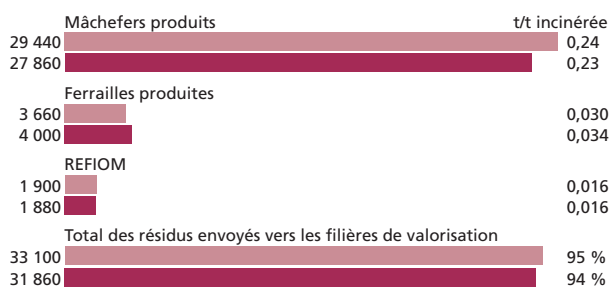 Mâchefers produits t/t incinérée
29 440 0,24
27 860 0,23
Ferrailles produites
3 660 0,030
4 000 0,034
REFIOM
1 900 0,016
1 880 0,016
Total des résidus envoyés vers les filières de valorisation
33 100 95 %
31 860 94 %